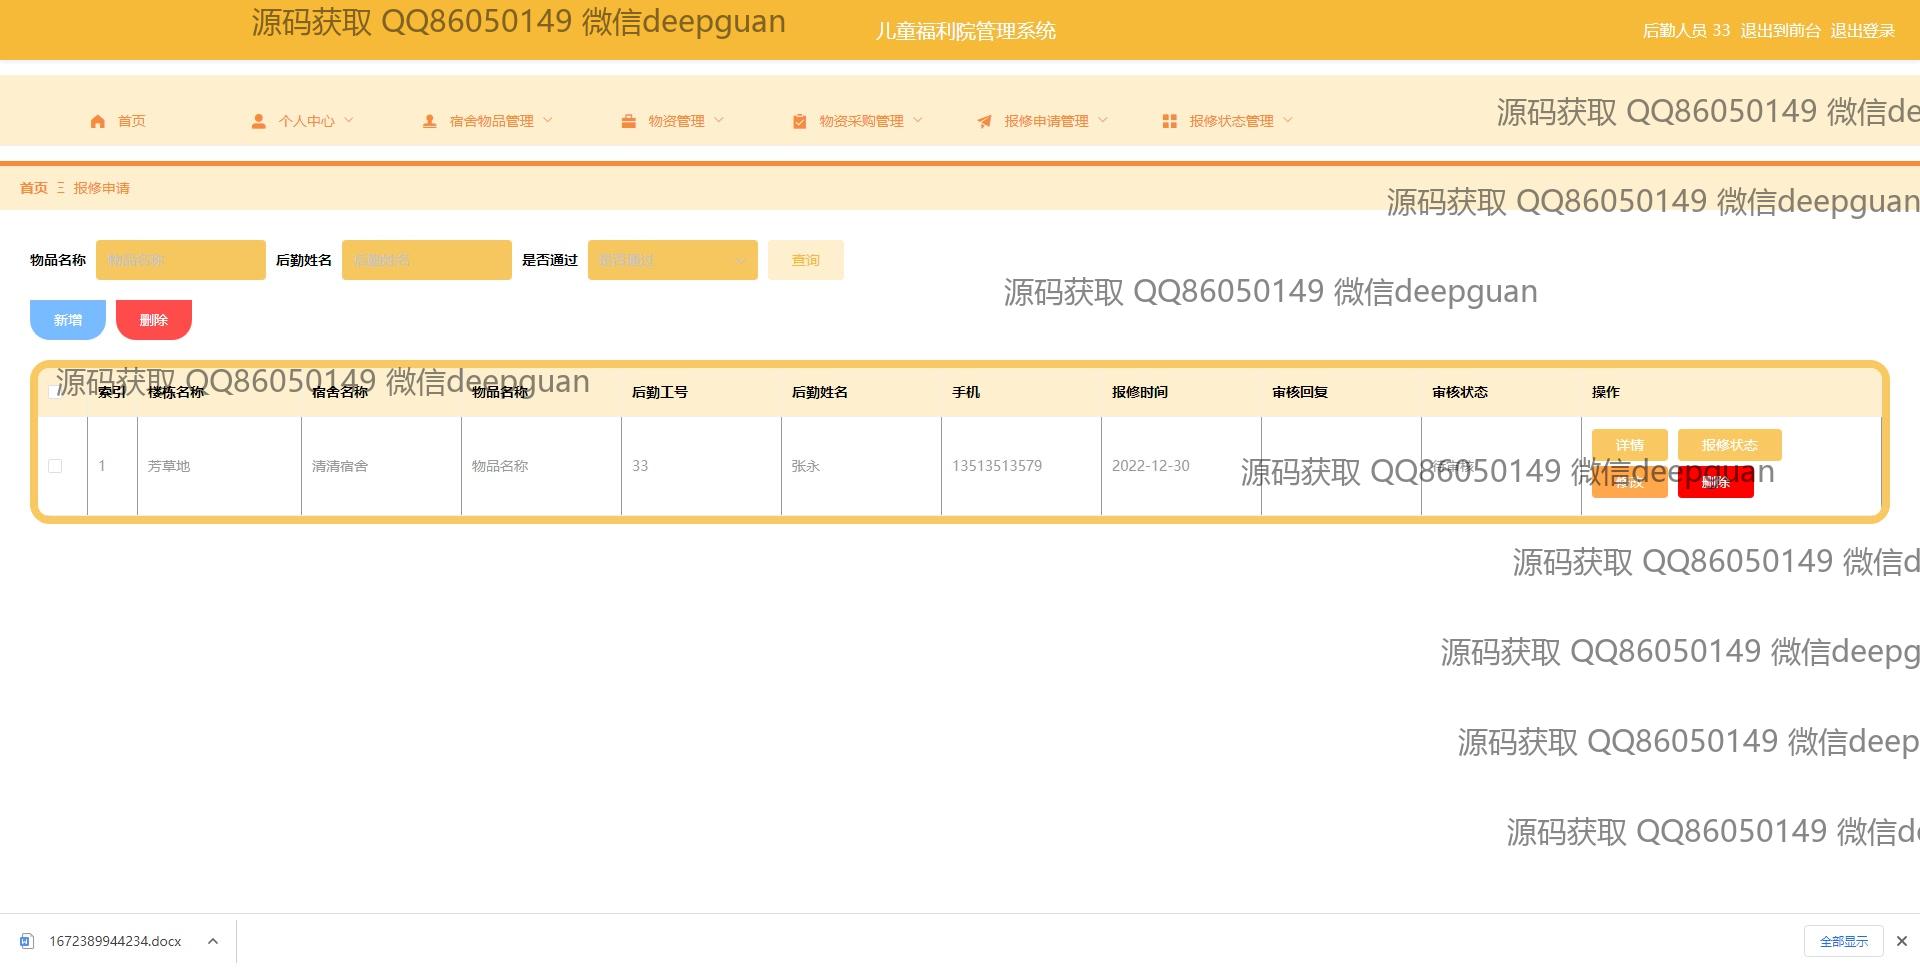 源码获取 QQ86050149 微信deepguan
儿童福利院管理系统
后勤人员 33 退出到前台 退出登录
首页 个人中心 宿舍物品管理 物资管理 物资采购管理 报修申请管理 报修状态管理
源码获取 QQ86050149 微信de
首页 Ξ 报修申请
源码获取 QQ86050149 微信deepguan
物品名称 物品名称 后勤姓名 后勤姓名 是否通过 是否通过 查询
源码获取 QQ86050149 微信deepguan
新增 删除
源码获取 QQ86050149 微信deepguan
索引 楼栋名称 宿舍名称 物品名称 后勤工号 后勤姓名 手机 报修时间 审核回复 审核状态 操作
1 芳草地 清清宿舍 物品名称 33 张永 13513513579 2022-12-30 待审核 详情 报修状态
修改 删除
源码获取 QQ86050149 微信deepguan
源码获取 QQ86050149 微信d
源码获取 QQ86050149 微信deepg
源码获取 QQ86050149 微信deep
源码获取 QQ86050149 微信de
1672389944234.docx
全部显示